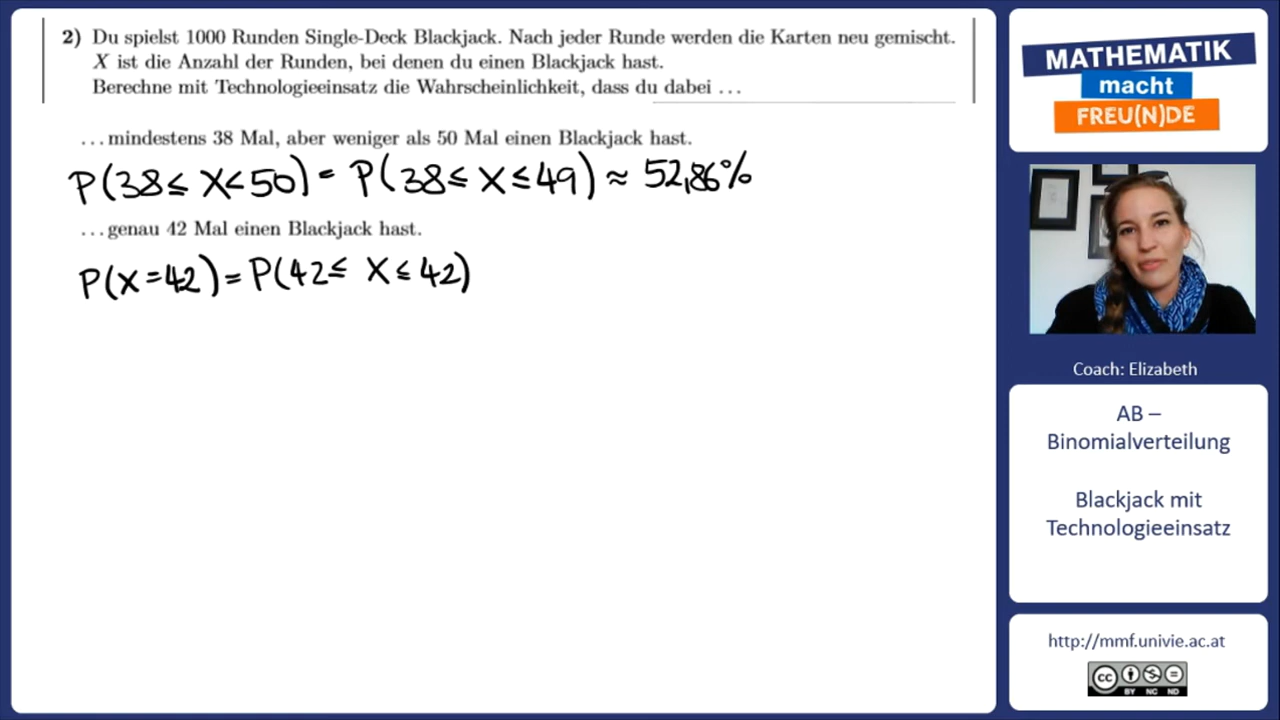 2) Du spielst 1000 Runden Single-Deck Blackjack. Nach jeder Runde werden die Karten neu gemischt.
X ist die Anzahl der Runden, bei denen du einen Blackjack hast.
Berechne mit Technologieeinsatz die Wahrscheinlichkeit, dass du dabei ...
...mindestens 38 Mal, aber weniger als 50 Mal einen Blackjack hast.
P(38≤ X<50) = P(38≤ X≤49) ≈ 52,86%
...genau 42 Mal einen Blackjack hast.
P(X=42) = P(42≤ X≤42)
MATHEMATIK
macht
FREU(N)DE
Coach: Elizabeth
AB –
Binomialverteilung
Blackjack mit
Technologieeinsatz
http://mmf.univie.ac.at
cc
BY NC ND